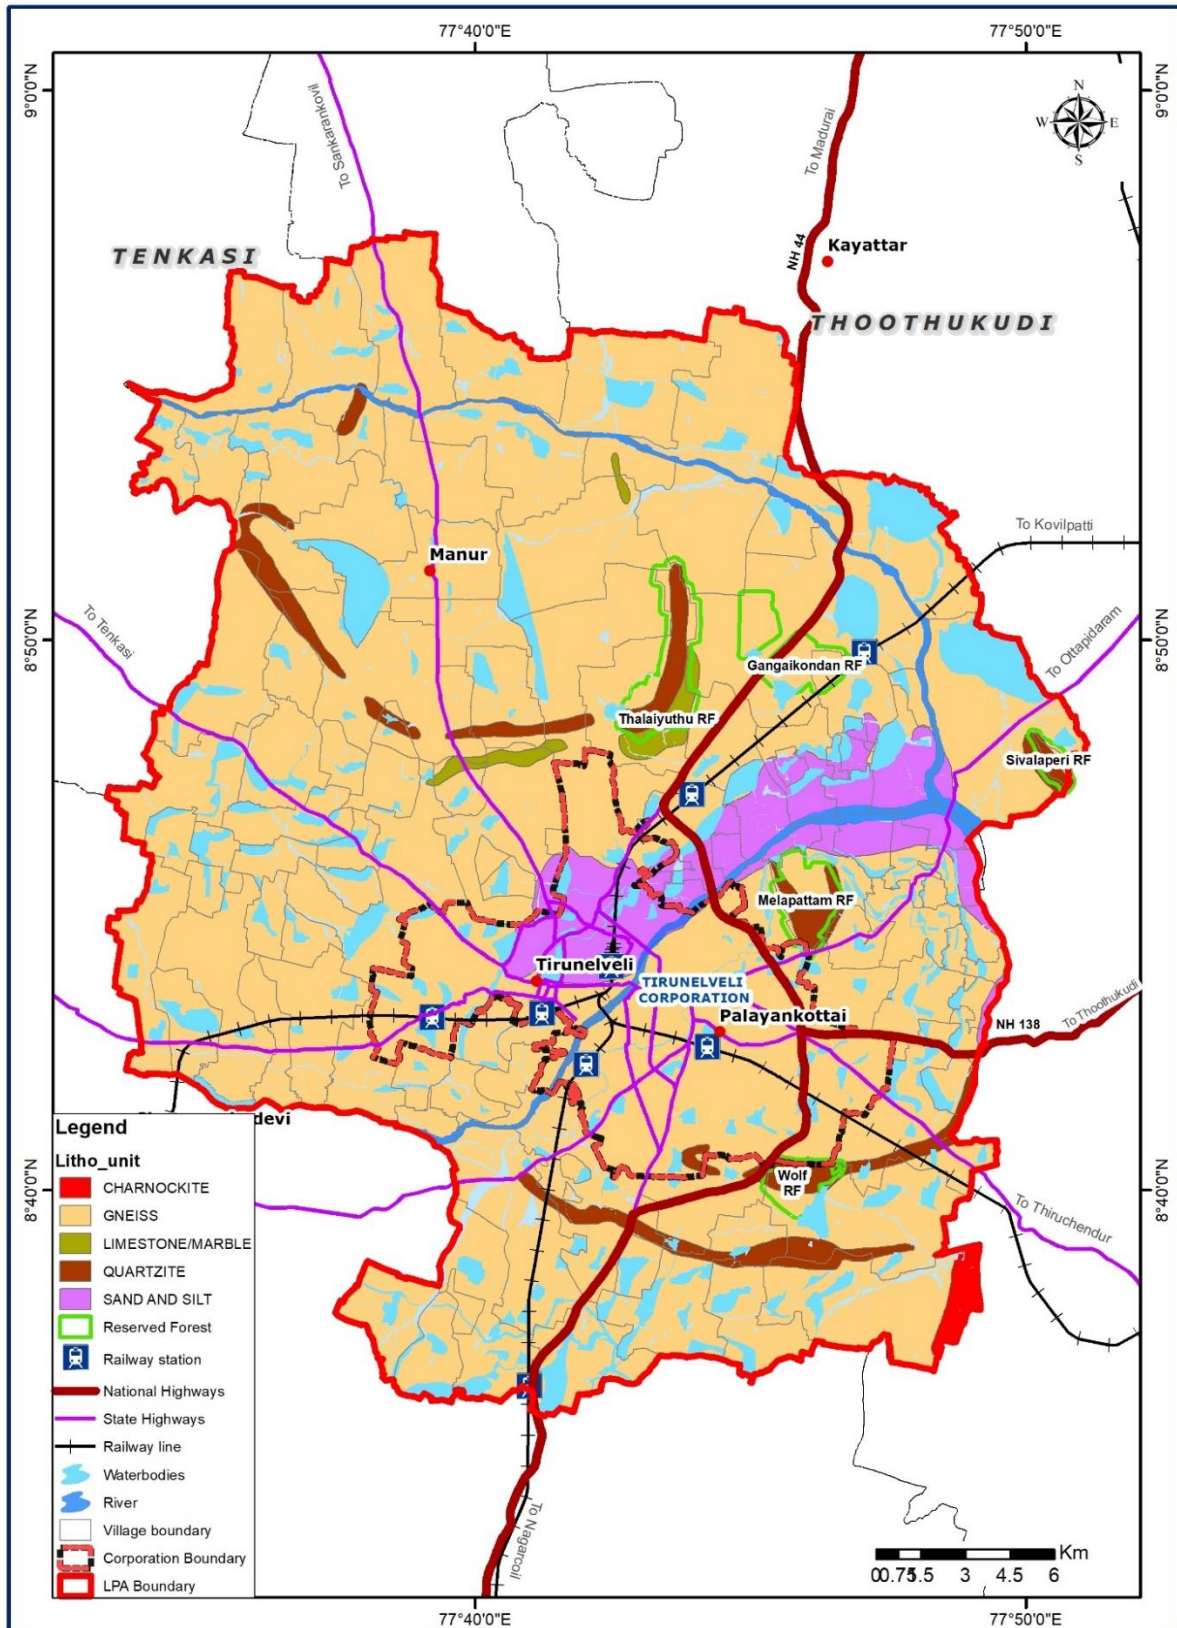 77°40'0"E
77°50'0"E
9°0'0"N
9°0'0"N
N
W
E
S
To Sankarankovil
To Madurai
TENKASI
NH 44
Kayattar
THOOTHUKUDI
To Kovilpatti
Manur
To Tenkasi
8°50'0"N
8°50'0"N
To Ottapidaram
Gangaikondan RF
Thalaiyuthu RF
Sivalaperi RF
Melapattam RF
Tirunelveli
TIRUNELVELI
CORPORATION
Palayankottai
NH 138
To Thoothukudi
devi
Wolf
RF
8°40'0"N
8°40'0"N
To Thiruchendur
To Nagarcoil
Legend
Litho_unit
CHARNOCKITE
GNEISS
LIMESTONE/MARBLE
QUARTZITE
SAND AND SILT
Reserved Forest
Railway station
National Highways
State Highways
Railway line
Waterbodies
River
Village boundary
Corporation Boundary
LPA Boundary
Km
0 0.75 1.5 3 4.5 6
77°40'0"E
77°50'0"E